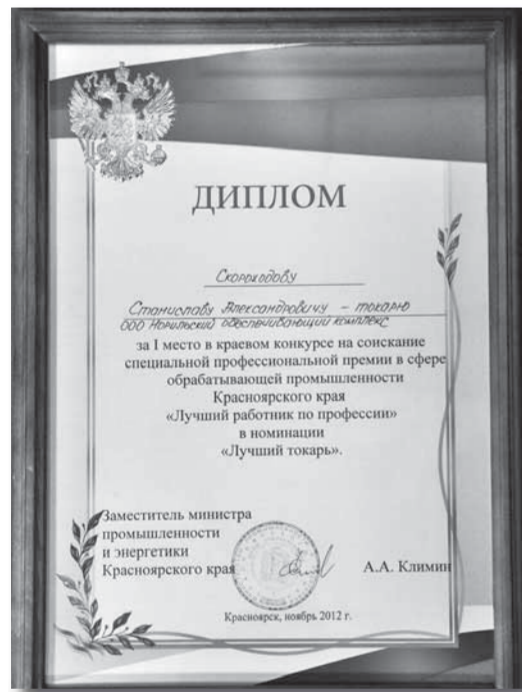 ДИПЛОМ
Скороходову
Станиславу Александровичу – токарю
ООО Норильский обеспечивающий комплекс
за I место в краевом конкурсе на соискание
специальной профессиональной премии в сфере
обрабатывающей промышленности
Красноярского края
«Лучший работник по профессии»
в номинации
«Лучший токарь».
Заместитель министра
промышленности
и энергетики
Красноярского края
А.А. Климин
Красноярск, ноябрь 2012 г.